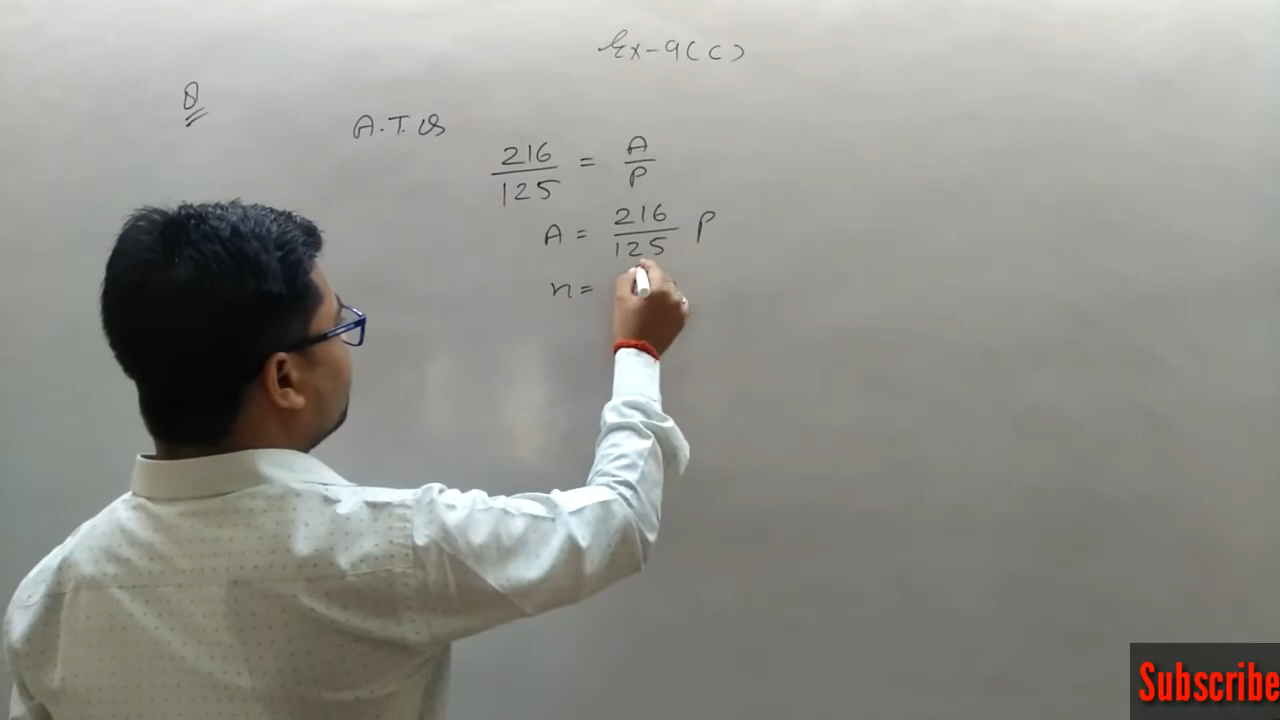 Ex-9(C)
Q
A.T.Q
216/125 = A/P
A = 216/125 P
n =
Subscribe